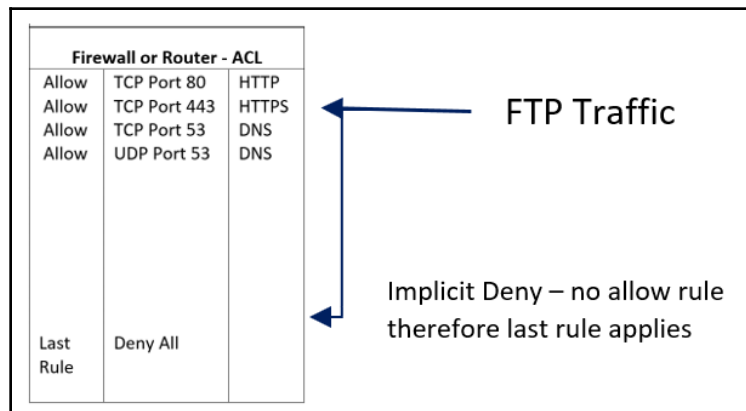 Firewall or Router - ACL
Allow TCP Port 80 HTTP
Allow TCP Port 443 HTTPS
Allow TCP Port 53 DNS
Allow UDP Port 53 DNS
FTP Traffic
Implicit Deny – no allow rule
therefore last rule applies
Last Deny All
Rule